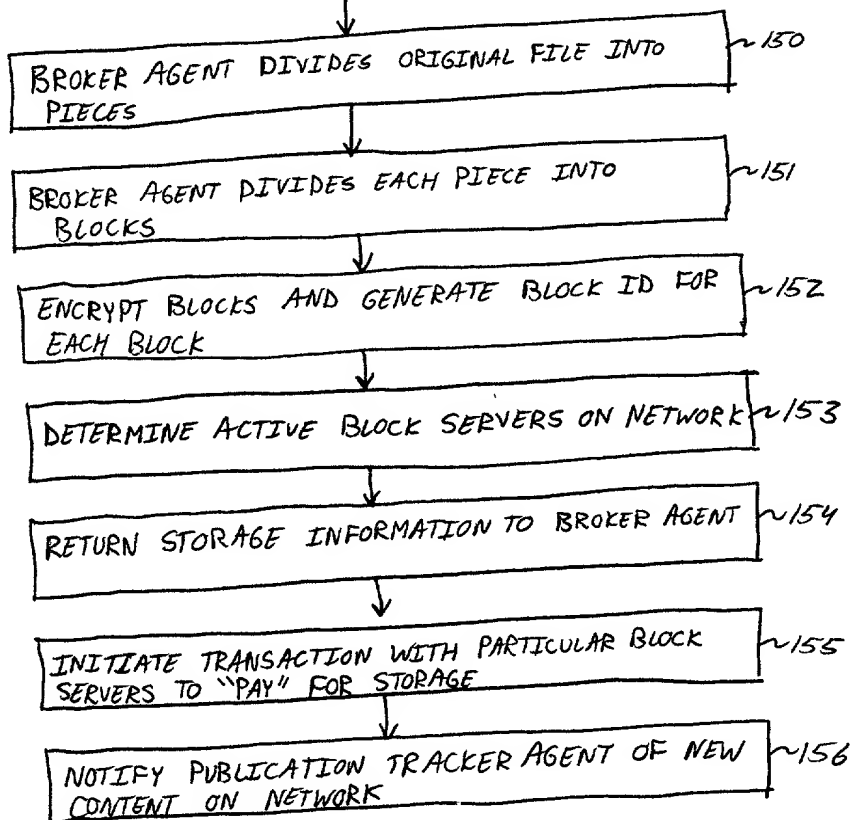 BROKER AGENT DIVIDES ORIGINAL FILE INTO ~150
PIECES
BROKER AGENT DIVIDES EACH PIECE INTO ~151
BLOCKS
ENCRYPT BLOCKS AND GENERATE BLOCK ID FOR ~152
EACH BLOCK
DETERMINE ACTIVE BLOCK SERVERS ON NETWORK ~153
RETURN STORAGE INFORMATION TO BROKER AGENT ~154
INITIATE TRANSACTION WITH PARTICULAR BLOCK ~155
SERVERS TO "PAY" FOR STORAGE
NOTIFY PUBLICATION TRACKER AGENT OF NEW ~156
CONTENT ON NETWORK